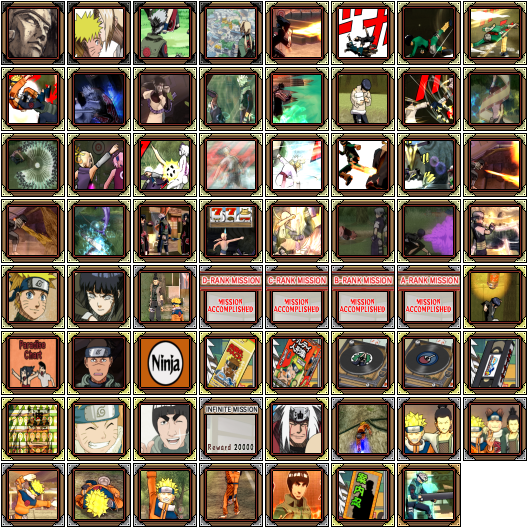 D-RANK MISSION
MISSION
ACCOMPLISHED
C-RANK MISSION
MISSION
ACCOMPLISHED
B-RANK MISSION
MISSION
ACCOMPLISHED
A-RANK MISSION
MISSION
ACCOMPLISHED
Paradise
Ninja
INFINITE MISSION
Reward 20000